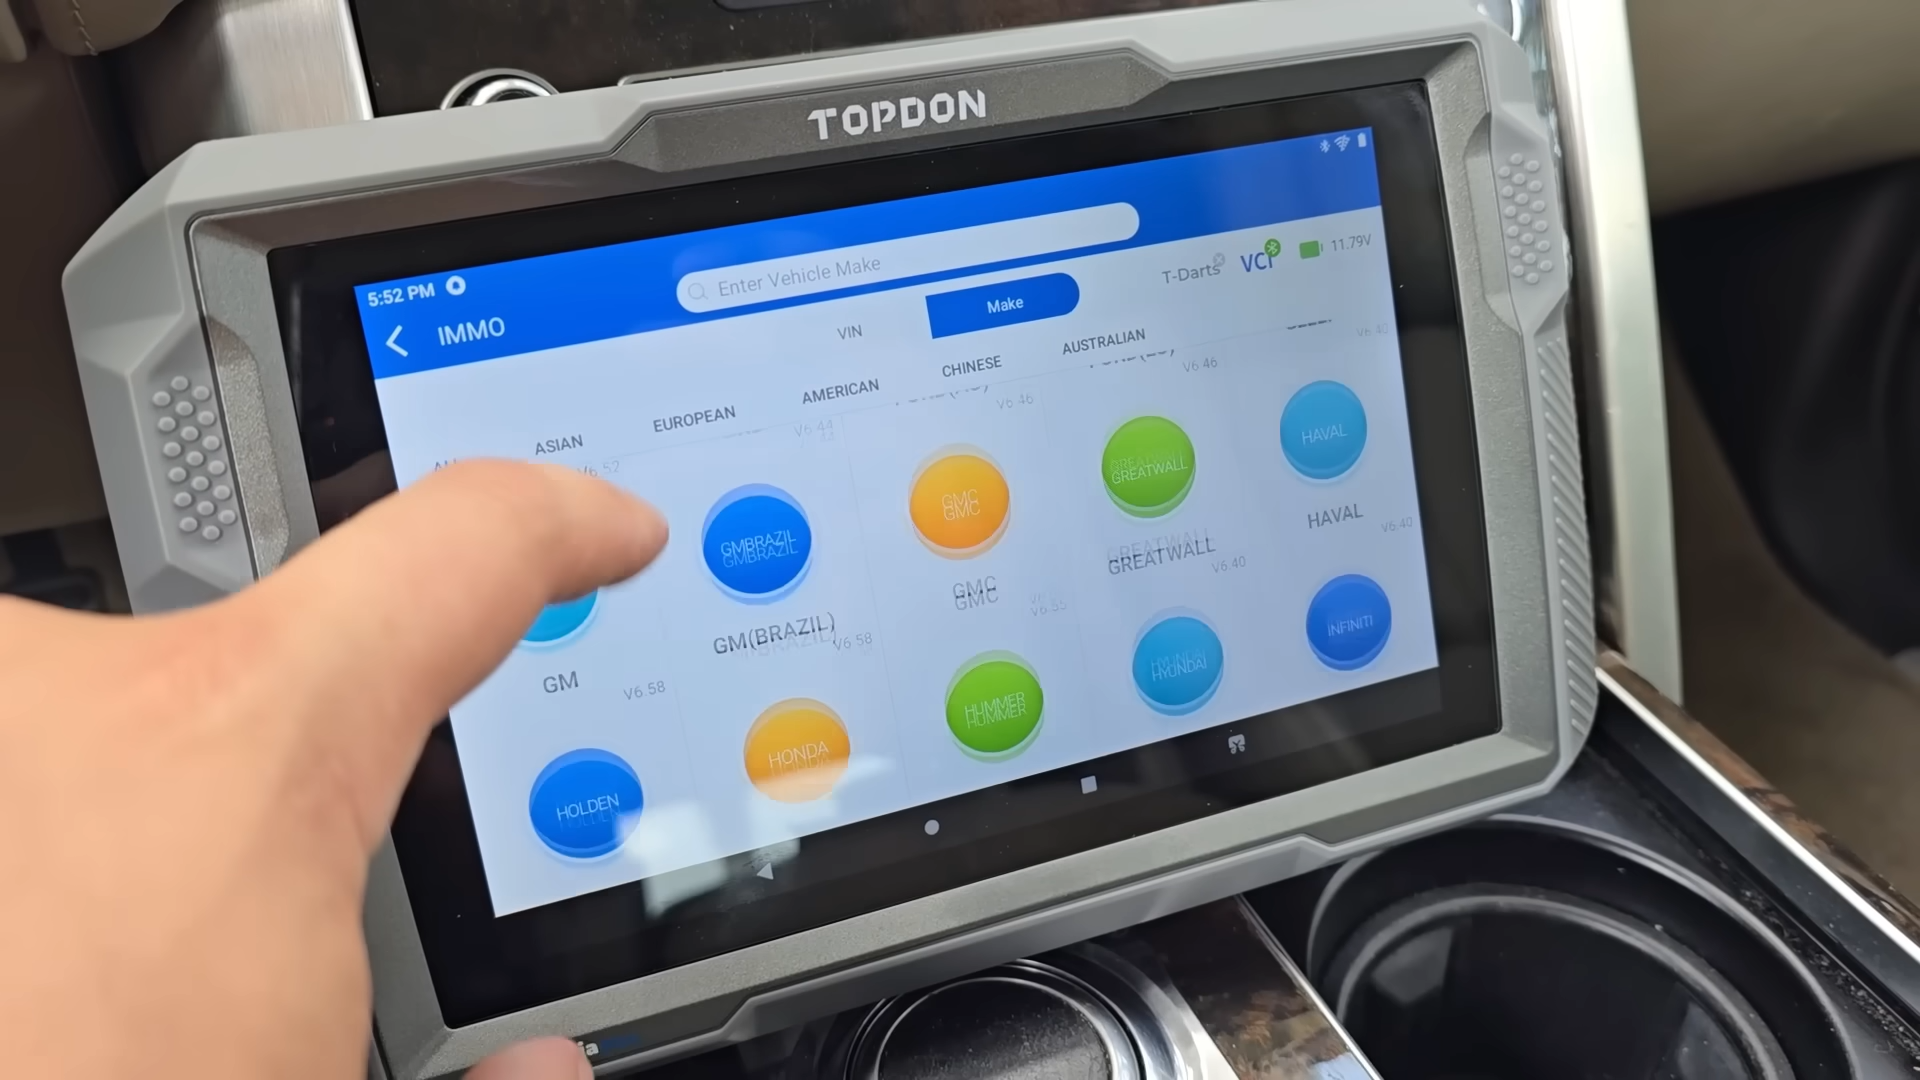 TOPDON
5:52 PM
IMMO
Enter Vehicle Make
VIN
Make
T-Darts
VCI
11.79V
ASIAN
EUROPEAN
AMERICAN
CHINESE
AUSTRALIAN
V6.52
V6.44
V6.46
V6.46
V6.40
GMBRAZIL
GMC
GREATWALL
HAVAL
GM
GM(BRAZIL)
GMC
GREATWALL
HAVAL
V6.58
V6.58
V6.55
V6.40
V6.40
HOLDEN
HONDA
HUMMER
HYUNDAI
INFINITI